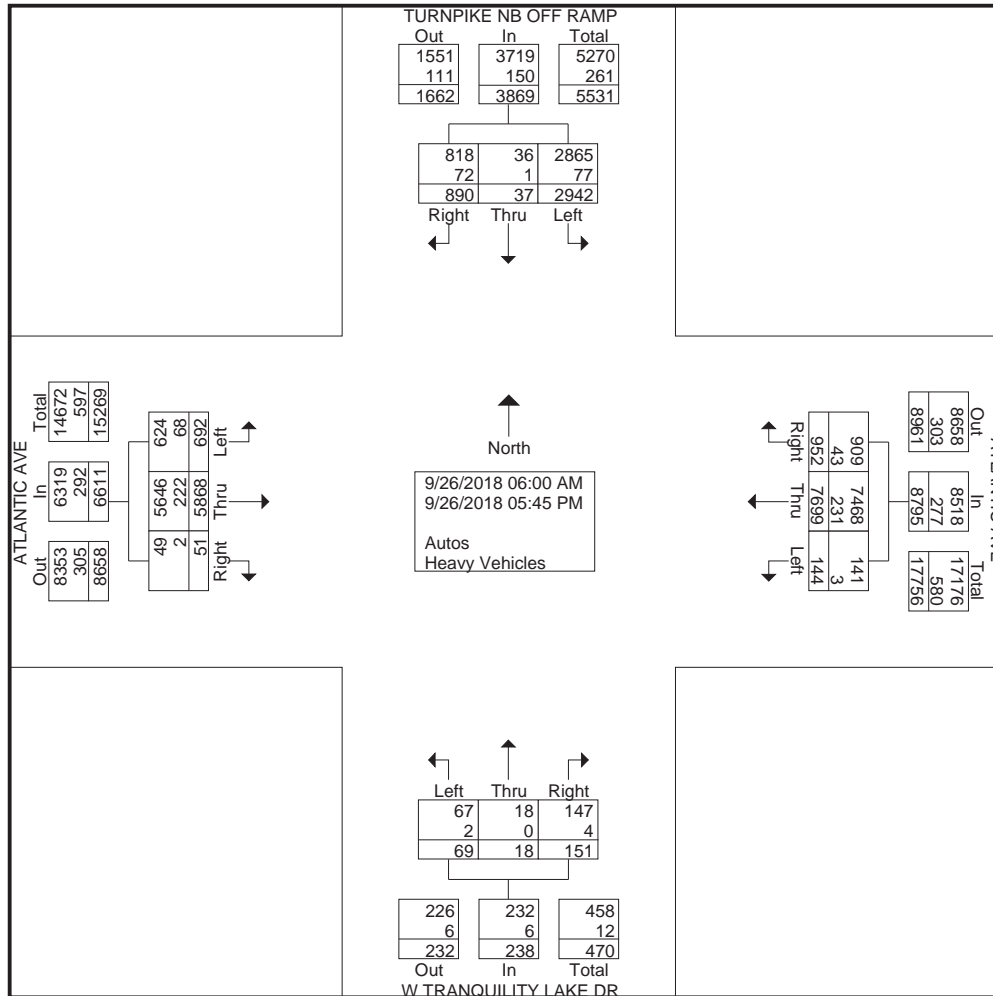 TURNPIKE NB OFF RAMP
Out In Total
1551 3719 5270
111 150 261
1662 3869 5531
818 36 2865
72 1 77
890 37 2942
Right Thru Left
ATLANTIC AVE
Total In Out
14672 6319 8353
597 292 305
15269 6611 8658
624 5646 49
68 222 2
692 5868 51
Left Thru Right
North
9/26/2018 06:00 AM
9/26/2018 05:45 PM
Autos
Heavy Vehicles
Right Thru Left
952 7699 144
43 231 3
909 7468 141
Out In Total
8961 8795 17756
303 277 580
8658 8518 17176
Left Thru Right
67 18 147
2 0 4
69 18 151
226 232 458
6 6 12
232 238 470
Out In Total
W TRANQUILITY LAKE DR